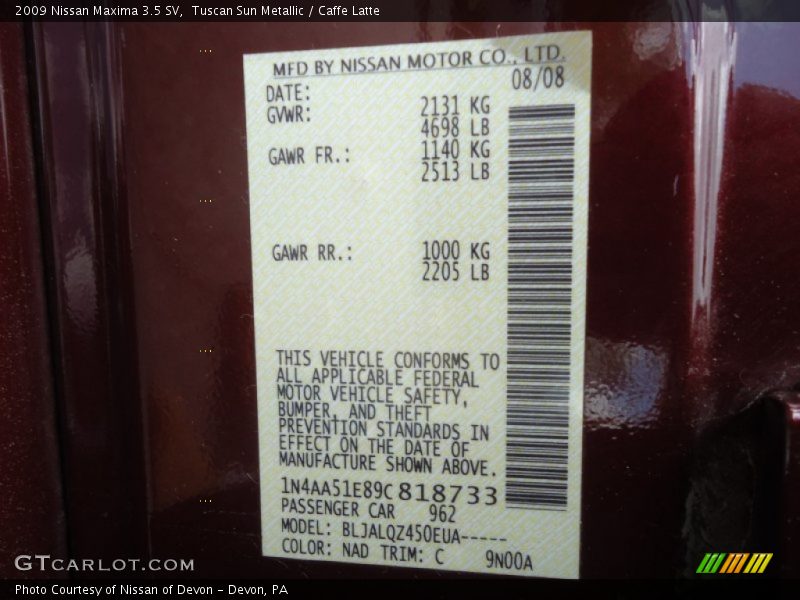 2009 Nissan Maxima 3.5 SV,  Tuscan Sun Metallic / Caffe Latte
MFD BY NISSAN MOTOR CO., LTD.
DATE: 08/08
GVWR: 2131 KG
4698 LB
GAWR FR.: 1140 KG
2513 LB
GAWR RR.: 1000 KG
2205 LB
THIS VEHICLE CONFORMS TO
ALL APPLICABLE FEDERAL
MOTOR VEHICLE SAFETY,
BUMPER, AND THEFT
PREVENTION STANDARDS IN
EFFECT ON THE DATE OF
MANUFACTURE SHOWN ABOVE.
1N4AA51E89C818733
PASSENGER CAR 962
MODEL: BLJALQZ450EUA-----
COLOR: NAD TRIM: C 9N00A
GTCARLOT.COM
Photo Courtesy of Nissan of Devon - Devon, PA